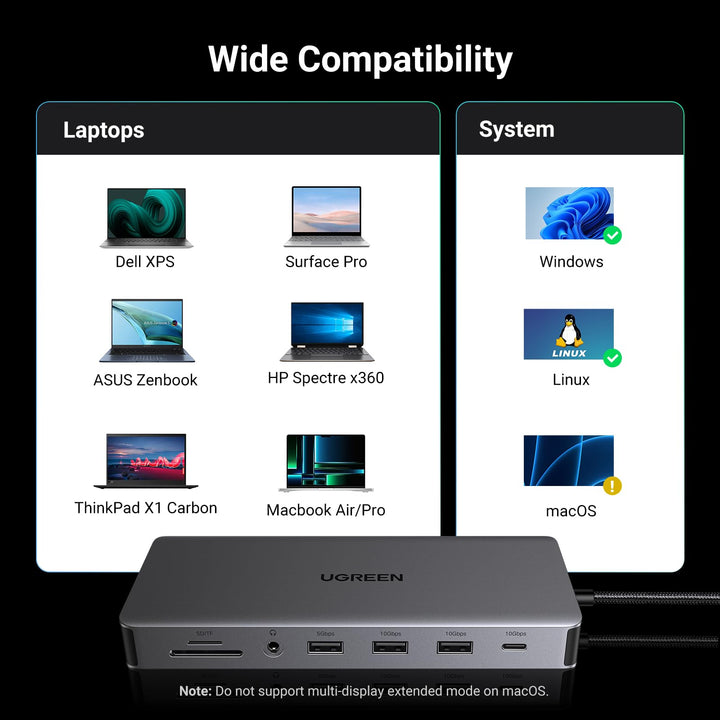 Wide Compatibility
Laptops
System
Dell XPS
Surface Pro
Windows
ASUS Zenbook
HP Spectre x360
LINUX
Linux
ThinkPad X1 Carbon
Macbook Air/Pro
macOS
UGREEN
SD/TF
5Gbps
10Gbps
10Gbps
10Gbps
Note: Do not support multi-display extended mode on macOS.